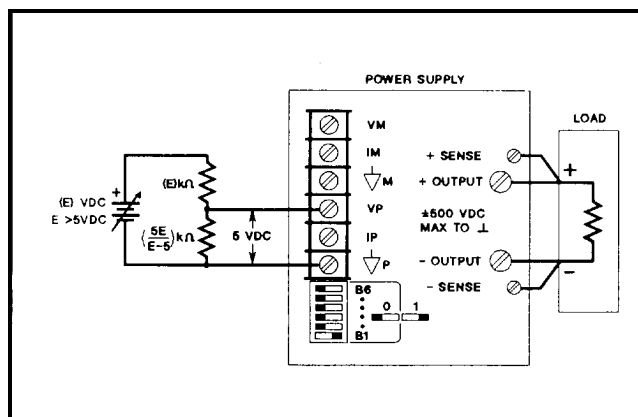 POWER SUPPLY
LOAD
VM
IM
M
VP
IP
P
+ SENSE
+ OUTPUT
±500 VDC
MAX TO ⊥
- OUTPUT
- SENSE
+
-
+
(E) VDC
E >5VDC
(E)kΩ
(5E/E-5)kΩ
5 VDC
B6
0 1
B1